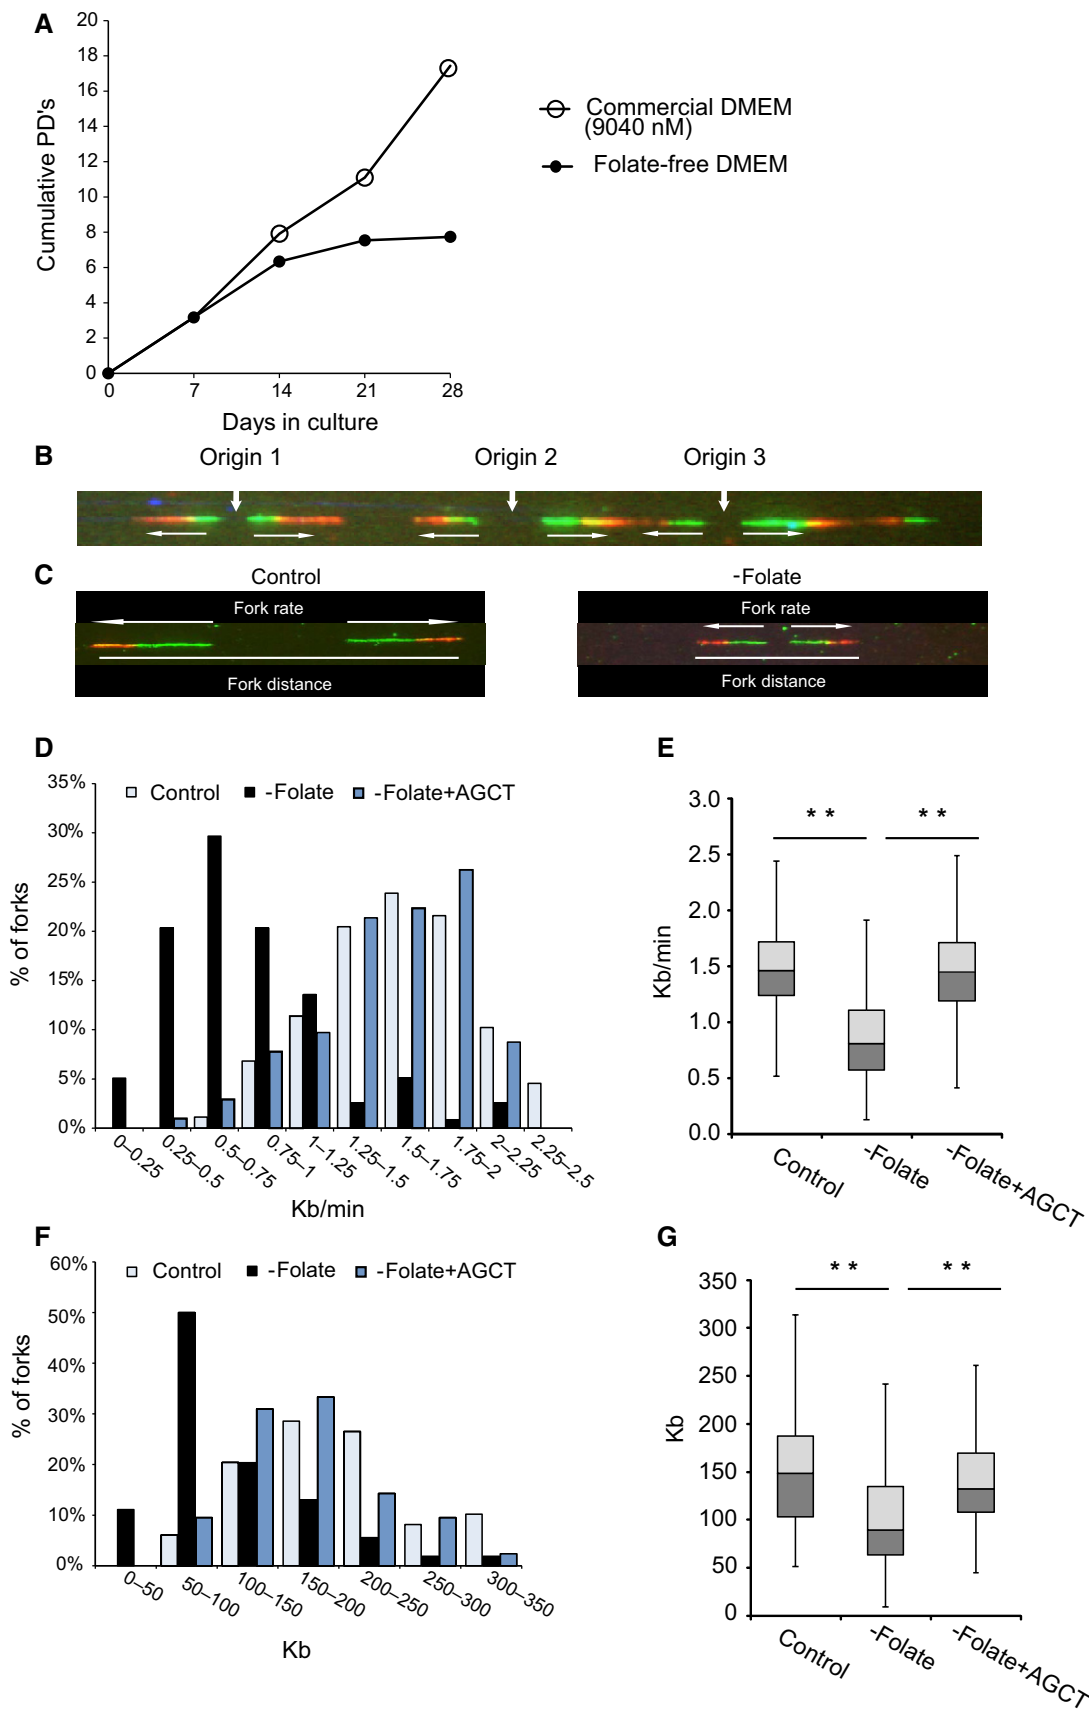 A
20
18
16
14
12
10
8
6
4
2
0
Cumulative PD's
0 7 14 21 28
Days in culture
Commercial DMEM
(9040 nM)
Folate-free DMEM
B
Origin 1 Origin 2 Origin 3
C
Control
Fork rate
Fork distance
-Folate
Fork rate
Fork distance
D
35%
30%
25%
20%
15%
10%
5%
0%
% of forks
Control -Folate -Folate+AGCT
0–0.25 0.25–0.5 0.5–0.75 0.75–1 1–1.25 1.25–1.5 1.5–1.75 1.75–2 2–2.25 2.25–2.5
Kb/min
E
3.0
2.5
2.0
1.5
1.0
0.5
0.0
Kb/min
* * * *
Control -Folate -Folate+AGCT
F
60%
50%
40%
30%
20%
10%
0%
% of forks
Control -Folate -Folate+AGCT
0–50 50–100 100–150 150–200 200–250 250–300 300–350
Kb
G
350
300
250
200
150
100
50
0
Kb
* * * *
Control -Folate -Folate+AGCT